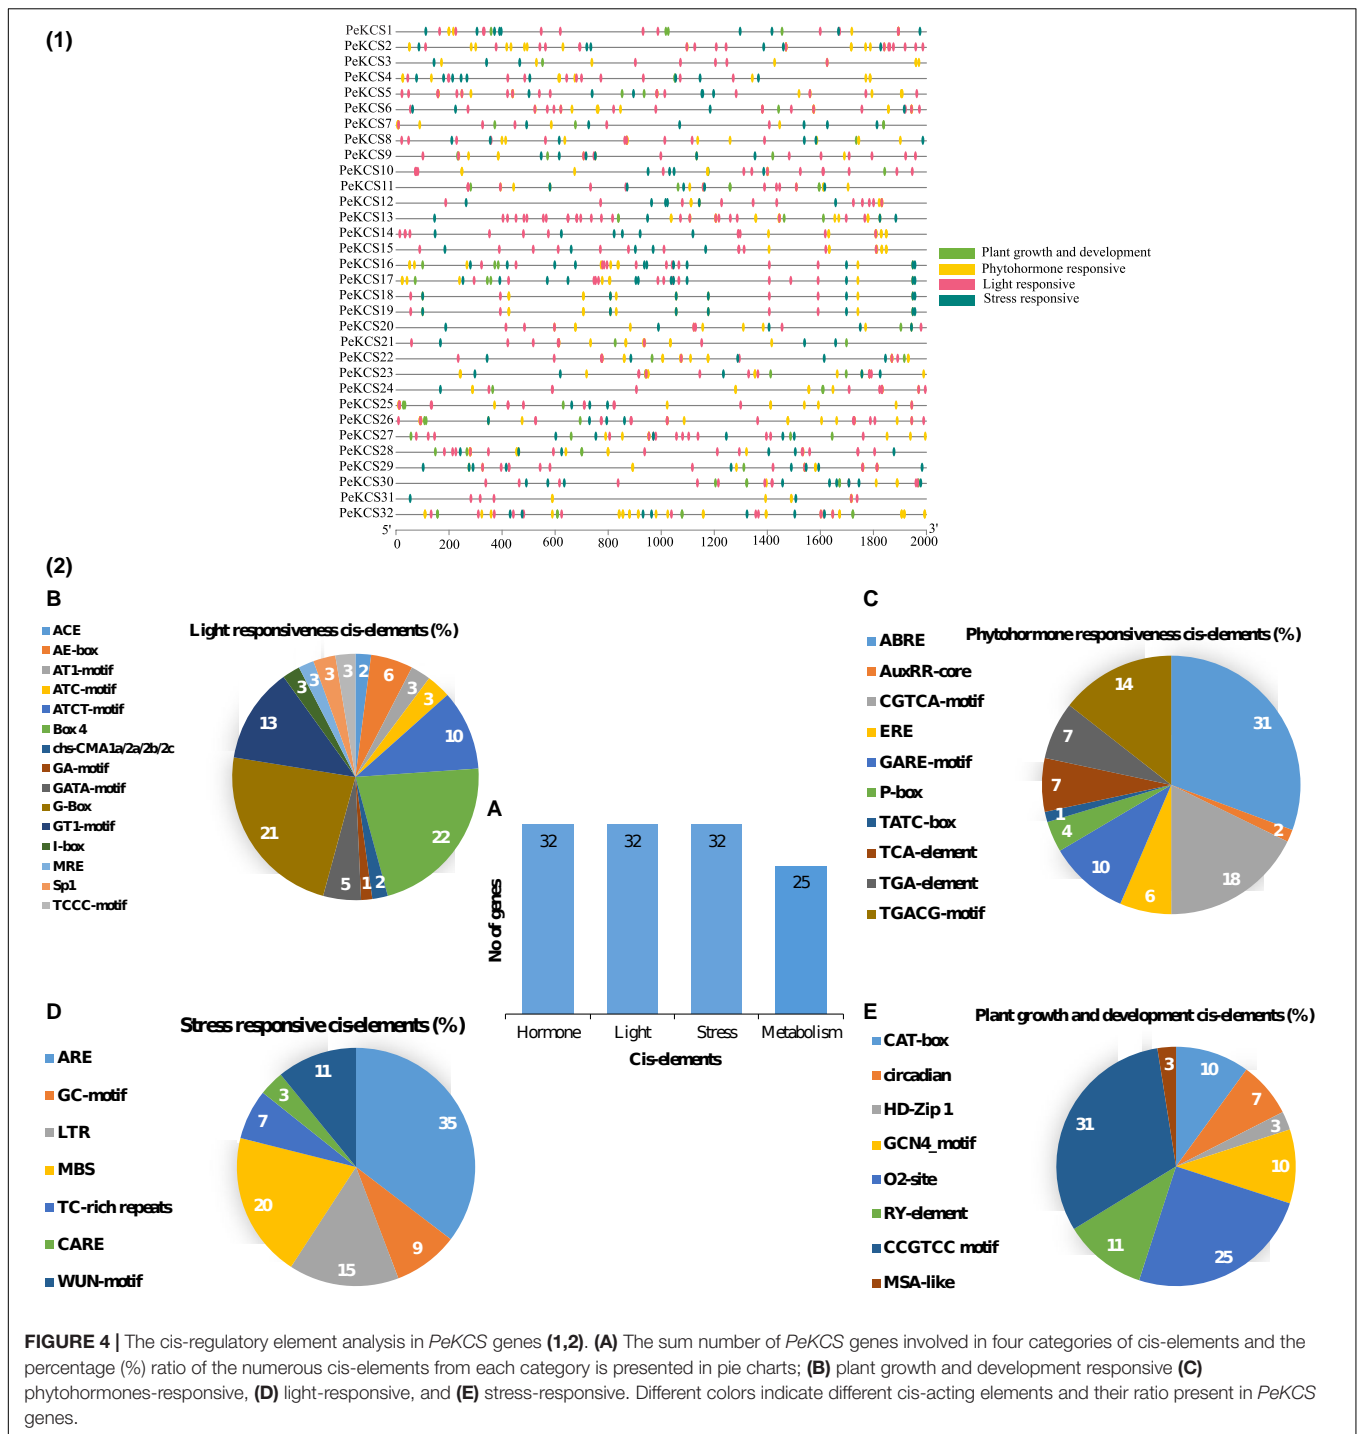 (1)
PeKCS1
PeKCS2
PeKCS3
PeKCS4
PeKCS5
PeKCS6
PeKCS7
PeKCS8
PeKCS9
PeKCS10
PeKCS11
PeKCS12
PeKCS13
PeKCS14
PeKCS15
PeKCS16
PeKCS17
PeKCS18
PeKCS19
PeKCS20
PeKCS21
PeKCS22
PeKCS23
PeKCS24
PeKCS25
PeKCS26
PeKCS27
PeKCS28
PeKCS29
PeKCS30
PeKCS31
PeKCS32
5' 3'
0 200 400 600 800 1000 1200 1400 1600 1800 2000
Plant growth and development
Phytohormone responsive
Light responsive
Stress responsive
(2)
B
Light responsiveness cis-elements (%)
ACE
AE-box
AT1-motif
ATC-motif
ATCT-motif
Box 4
chs-CMA1a/2a/2b/2c
GA-motif
GATA-motif
G-Box
GT1-motif
I-box
MRE
Sp1
TCCC-motif
2
6
3
3
10
22
2
1
5
21
13
3
3
3
3
A
No of genes
32
32
32
25
Hormone Light Stress Metabolism
Cis-elements
C
Phytohormone responsiveness cis-elements (%)
ABRE
AuxRR-core
CGTCA-motif
ERE
GARE-motif
P-box
TATC-box
TCA-element
TGA-element
TGACG-motif
31
2
18
6
10
4
1
7
7
14
D
Stress responsive cis-elements (%)
ARE
GC-motif
LTR
MBS
TC-rich repeats
CARE
WUN-motif
35
9
15
20
7
3
11
E
Plant growth and development cis-elements (%)
CAT-box
circadian
HD-Zip 1
GCN4_motif
O2-site
RY-element
CCGTCC motif
MSA-like
10
7
3
10
25
11
31
3
FIGURE 4 | The cis-regulatory element analysis in PeKCS genes (1,2). (A) The sum number of PeKCS genes involved in four categories of cis-elements and the
percentage (%) ratio of the numerous cis-elements from each category is presented in pie charts; (B) plant growth and development responsive (C)
phytohormones-responsive, (D) light-responsive, and (E) stress-responsive. Different colors indicate different cis-acting elements and their ratio present in PeKCS
genes.